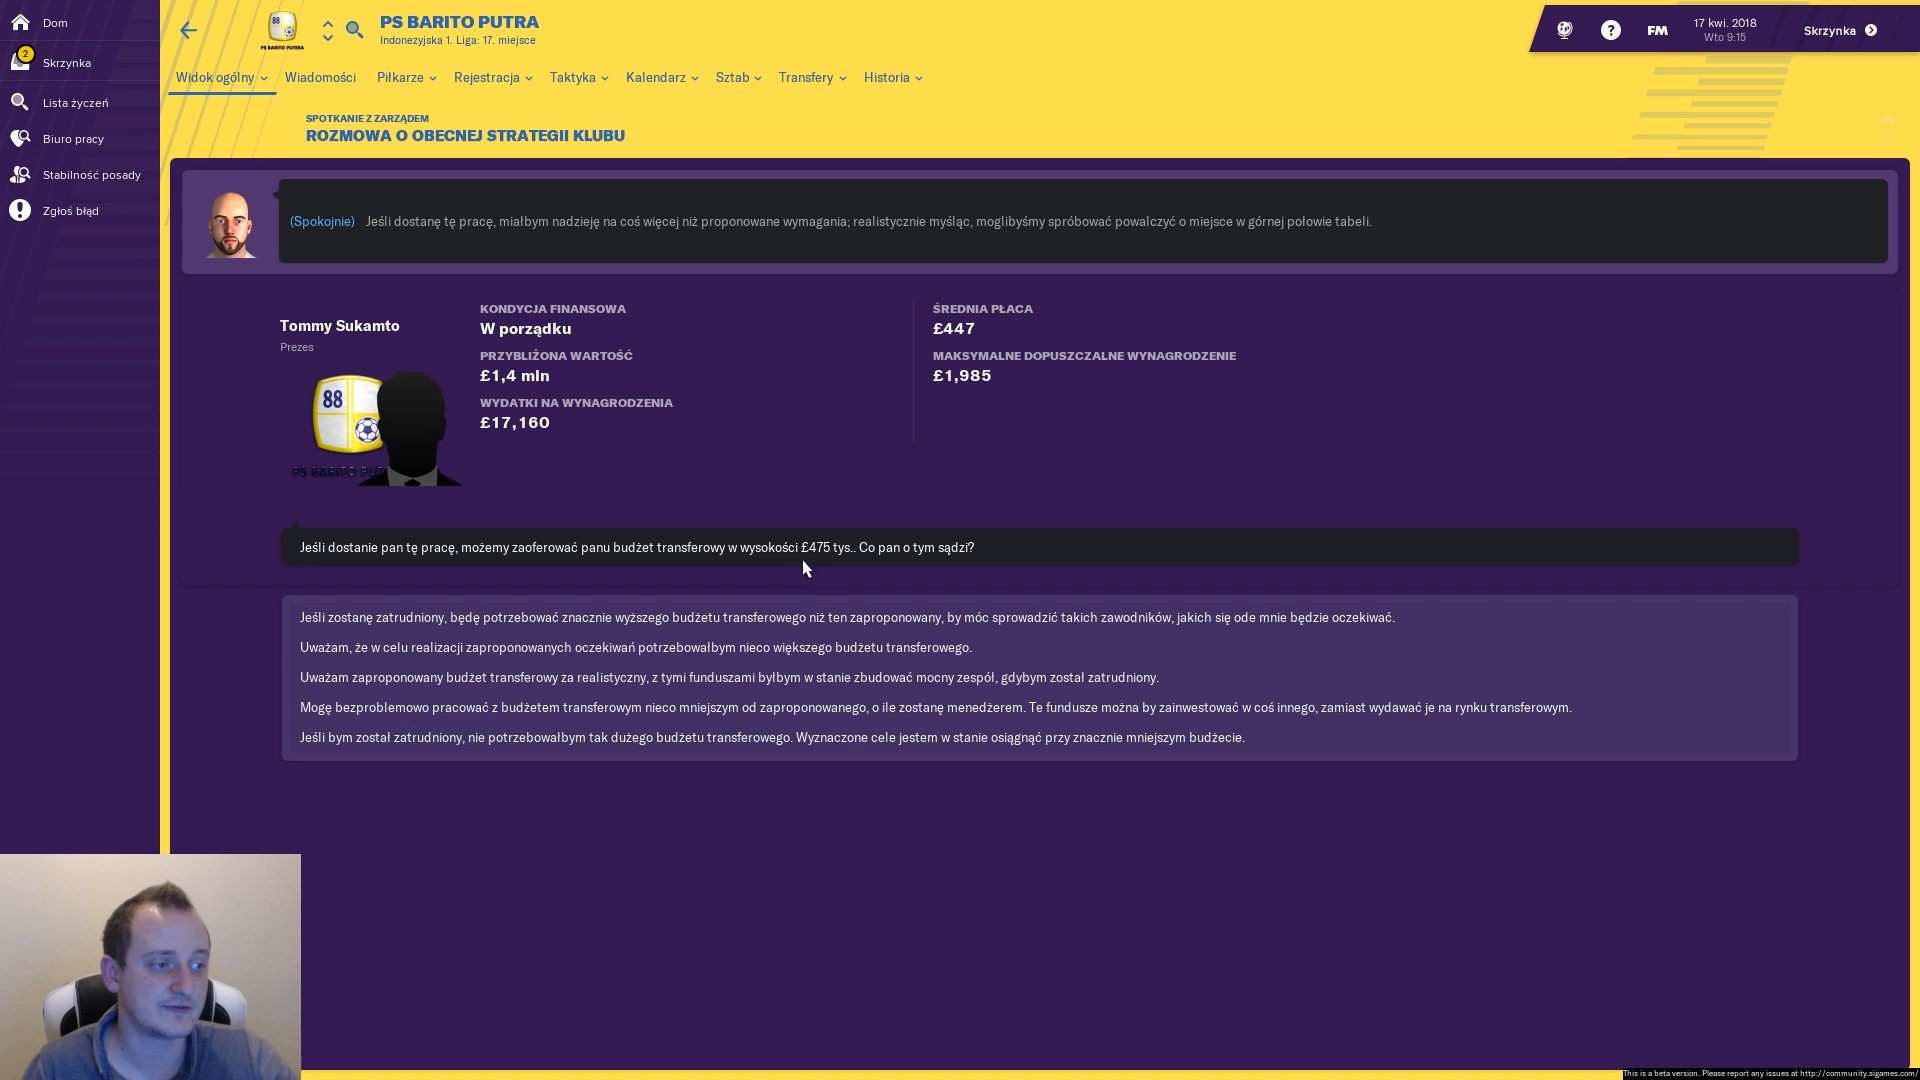 Dom
2
Skrzynka
Lista życzeń
Biuro pracy
Stabilność posady
Zgłoś błąd
88
PS BARITO PUTERA
PS BARITO PUTRA
Indonezyjska 1. Liga: 17. miejsce
?
FM
17 kwi. 2018
Wto 9:15
Skrzynka
Widok ogólny
Wiadomości
Piłkarze
Rejestracja
Taktyka
Kalendarz
Sztab
Transfery
Historia
SPOTKANIE Z ZARZĄDEM
ROZMOWA O OBECNEJ STRATEGII KLUBU
(Spokojnie) Jeśli dostanę tę pracę, miałbym nadzieję na coś więcej niż proponowane wymagania; realistycznie myśląc, moglibyśmy spróbować powalczyć o miejsce w górnej połowie tabeli.
Tommy Sukamto
Prezes
88
PS BARITO PUT
KONDYCJA FINANSOWA
W porządku
PRZYBLIŻONA WARTOŚĆ
£1,4 mln
WYDATKI NA WYNAGRODZENIA
£17,160
ŚREDNIA PŁACA
£447
MAKSYMALNE DOPUSZCZALNE WYNAGRODZENIE
£1,985
Jeśli dostanie pan tę pracę, możemy zaoferować panu budżet transferowy w wysokości £475 tys.. Co pan o tym sądzi?
Jeśli zostanę zatrudniony, będę potrzebować znacznie wyższego budżetu transferowego niż ten zaproponowany, by móc sprowadzić takich zawodników, jakich się ode mnie będzie oczekiwać.
Uważam, że w celu realizacji zaproponowanych oczekiwań potrzebowałbym nieco większego budżetu transferowego.
Uważam zaproponowany budżet transferowy za realistyczny, z tymi funduszami byłbym w stanie zbudować mocny zespół, gdybym został zatrudniony.
Mogę bezproblemowo pracować z budżetem transferowym nieco mniejszym od zaproponowanego, o ile zostanę menedżerem. Te fundusze można by zainwestować w coś innego, zamiast wydawać je na rynku transferowym.
Jeśli bym został zatrudniony, nie potrzebowałbym tak dużego budżetu transferowego. Wyznaczone cele jestem w stanie osiągnąć przy znacznie mniejszym budżecie.
This is a beta version. Please report any issues at http://community.sigames.com/